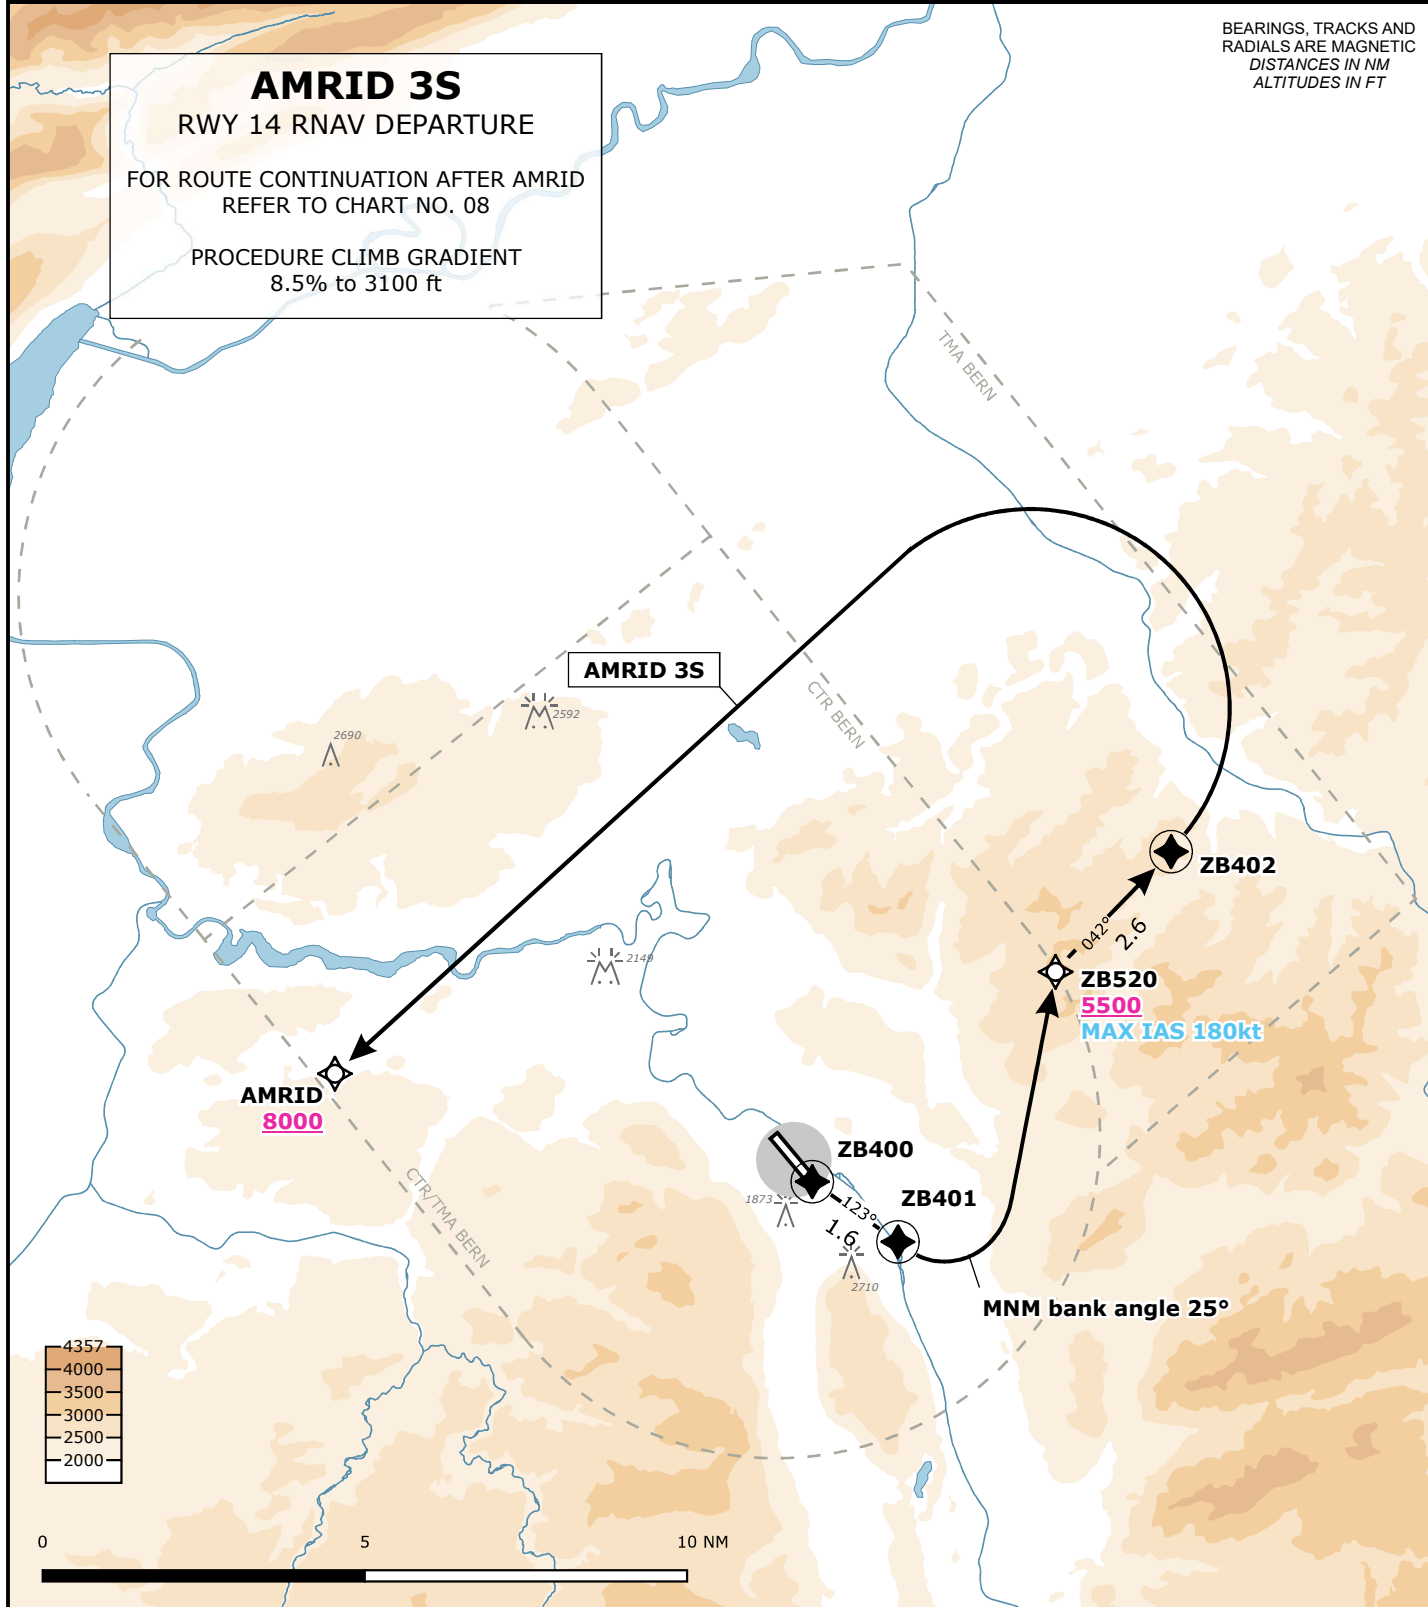 BEARINGS, TRACKS AND
RADIALS ARE MAGNETIC
DISTANCES IN NM
ALTITUDES IN FT
AMRID 3S
RWY 14 RNAV DEPARTURE
FOR ROUTE CONTINUATION AFTER AMRID
REFER TO CHART NO. 08
PROCEDURE CLIMB GRADIENT
8.5% to 3100 ft
TMA BERN
AMRID 3S
CTR BERN
2592
2690
ZB402
042°
2.6
2149
ZB520
5500
MAX IAS 180kt
AMRID
8000
ZB400
ZB401
1873
123°
1.6
CTR/TMA BERN
2710
MNM bank angle 25°
4357
4000
3500
3000
2500
2000
0 5 10 NM